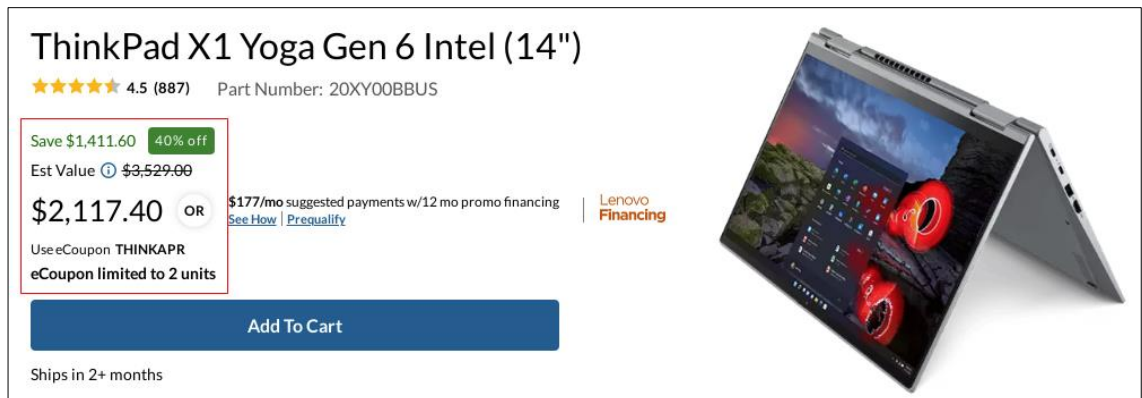 ThinkPad X1 Yoga Gen 6 Intel (14")
4.5 (887) Part Number: 20XY00BBUS
Save $1,411.60 40% off
Est Value $3,529.00
$2,117.40 OR
$177/mo suggested payments w/12 mo promo financing
See How | Prequalify
Lenovo
Financing
Use eCoupon THINKAPR
eCoupon limited to 2 units
Add To Cart
Ships in 2+ months